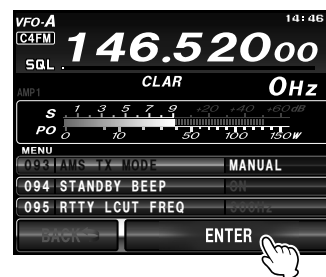 VFO-A 14:46
C4FM 146.52000
SQL
CLAR 0Hz
AMP1
S 1 3 5 7 9 +20 +40 +60dB
PO 0 10 50 100 150W
MENU
093 AMS TX MODE MANUAL
094 STANDBY BEEP ON
095 RTTY LCUT FREQ
BACK ENTER